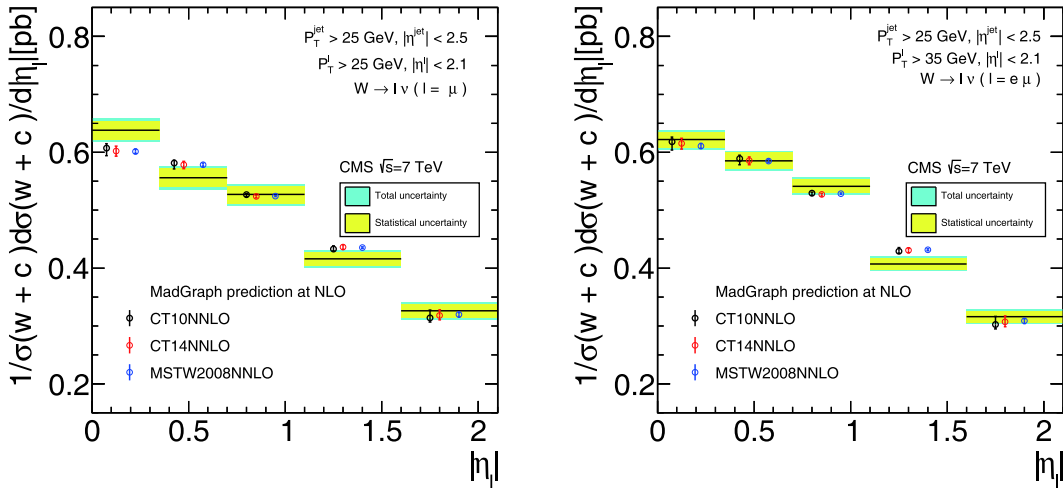 1/σ(w + c )dσ(w + c )/d|η_l|[pb]
0.8
0.6
0.4
0.2
P_T^jet > 25 GeV, |η^jet| < 2.5
P_T^l > 25 GeV, |η^l| < 2.1
W → l ν ( l = μ )
CMS √s=7 TeV
Total uncertainty
Statistical uncertainty
MadGraph prediction at NLO
CT10NNLO
CT14NNLO
MSTW2008NNLO
0 0.5 1 1.5 2
|η_l|
1/σ(w + c )dσ(w + c )/d|η_l|[pb]
0.8
0.6
0.4
0.2
P_T^jet > 25 GeV, |η^jet| < 2.5
P_T^l > 35 GeV, |η^l| < 2.1
W → l ν ( l = e μ )
CMS √s=7 TeV
Total uncertainty
Statistical uncertainty
MadGraph prediction at NLO
CT10NNLO
CT14NNLO
MSTW2008NNLO
0 0.5 1 1.5 2
|η_l|